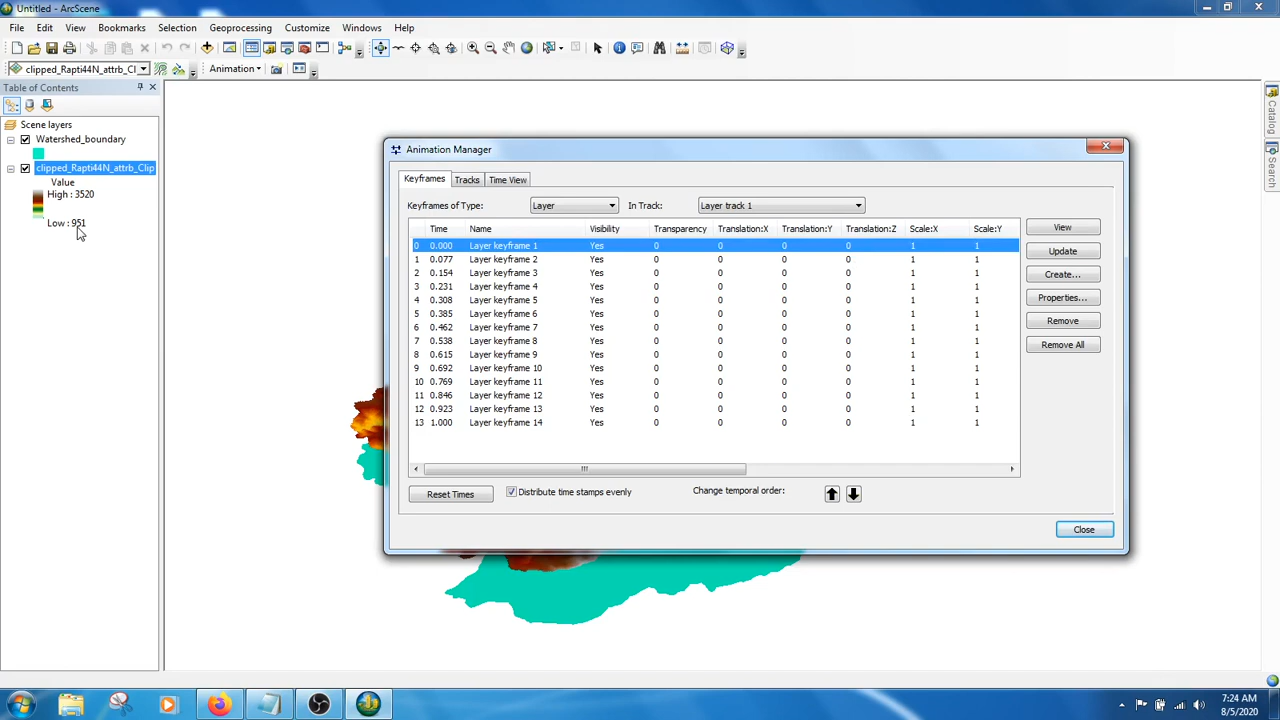 Untitled - ArcScene
File Edit View Bookmarks Selection Geoprocessing Customize Windows Help
clipped_Rapti44N_attrb_Cl
Animation
Table of Contents
Scene layers
Watershed_boundary
clipped_Rapti44N_attrb_Clip
Value
High : 3520
Low : 951
Animation Manager
Keyframes Tracks Time View
Keyframes of Type: Layer In Track: Layer track 1
Time Name Visibility Transparency Translation:X Translation:Y Translation:Z Scale:X Scale:Y
0 0.000 Layer keyframe 1 Yes 0 0 0 0 1 1
1 0.077 Layer keyframe 2 Yes 0 0 0 0 1 1
2 0.154 Layer keyframe 3 Yes 0 0 0 0 1 1
3 0.231 Layer keyframe 4 Yes 0 0 0 0 1 1
4 0.308 Layer keyframe 5 Yes 0 0 0 0 1 1
5 0.385 Layer keyframe 6 Yes 0 0 0 0 1 1
6 0.462 Layer keyframe 7 Yes 0 0 0 0 1 1
7 0.538 Layer keyframe 8 Yes 0 0 0 0 1 1
8 0.615 Layer keyframe 9 Yes 0 0 0 0 1 1
9 0.692 Layer keyframe 10 Yes 0 0 0 0 1 1
10 0.769 Layer keyframe 11 Yes 0 0 0 0 1 1
11 0.846 Layer keyframe 12 Yes 0 0 0 0 1 1
12 0.923 Layer keyframe 13 Yes 0 0 0 0 1 1
13 1.000 Layer keyframe 14 Yes 0 0 0 0 1 1
View
Update
Create...
Properties...
Remove
Remove All
Reset Times
Distribute time stamps evenly
Change temporal order:
Close
Catalog
Search
7:24 AM
8/5/2020